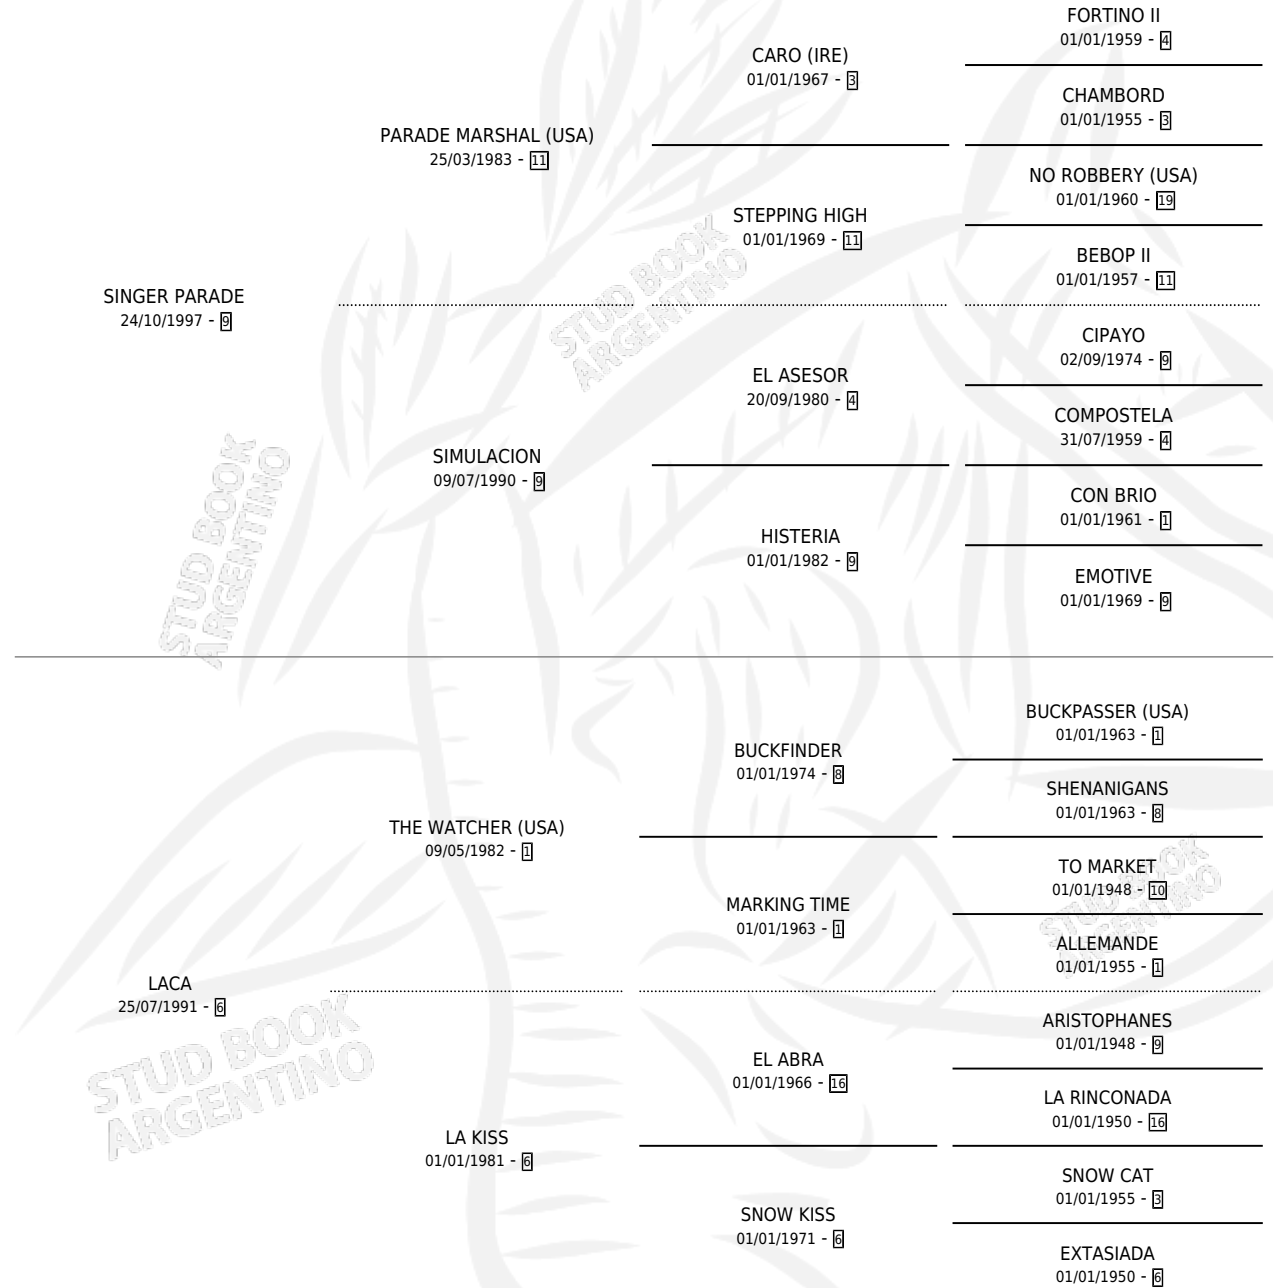 FORTINO II
01/01/1959 - 4
CARO (IRE)
01/01/1967 - 3
CHAMBORD
01/01/1955 - 3
PARADE MARSHAL (USA)
25/03/1983 - 11
NO ROBBERY (USA)
01/01/1960 - 19
STEPPING HIGH
01/01/1969 - 11
BEBOP II
01/01/1957 - 11
SINGER PARADE
24/10/1997 - 9
CIPAYO
02/09/1974 - 9
EL ASESOR
20/09/1980 - 4
COMPOSTELA
31/07/1959 - 4
SIMULACION
09/07/1990 - 9
CON BRIO
01/01/1961 - 1
HISTERIA
01/01/1982 - 9
EMOTIVE
01/01/1969 - 9
STUD BOOK
ARGENTINO
STUD BOOK
ARGENTINO
BUCKPASSER (USA)
01/01/1963 - 1
BUCKFINDER
01/01/1974 - 8
SHENANIGANS
01/01/1963 - 8
THE WATCHER (USA)
09/05/1982 - 1
TO MARKET
01/01/1948 - 10
MARKING TIME
01/01/1963 - 1
ALLEMANDE
01/01/1955 - 1
STUD BOOK
ARGENTINO
LACA
25/07/1991 - 6
ARISTOPHANES
01/01/1948 - 9
EL ABRA
01/01/1966 - 16
LA RINCONADA
01/01/1950 - 16
LA KISS
01/01/1981 - 6
SNOW CAT
01/01/1955 - 3
SNOW KISS
01/01/1971 - 6
EXTASIADA
01/01/1950 - 6
STUD BOOK
ARGENTINO